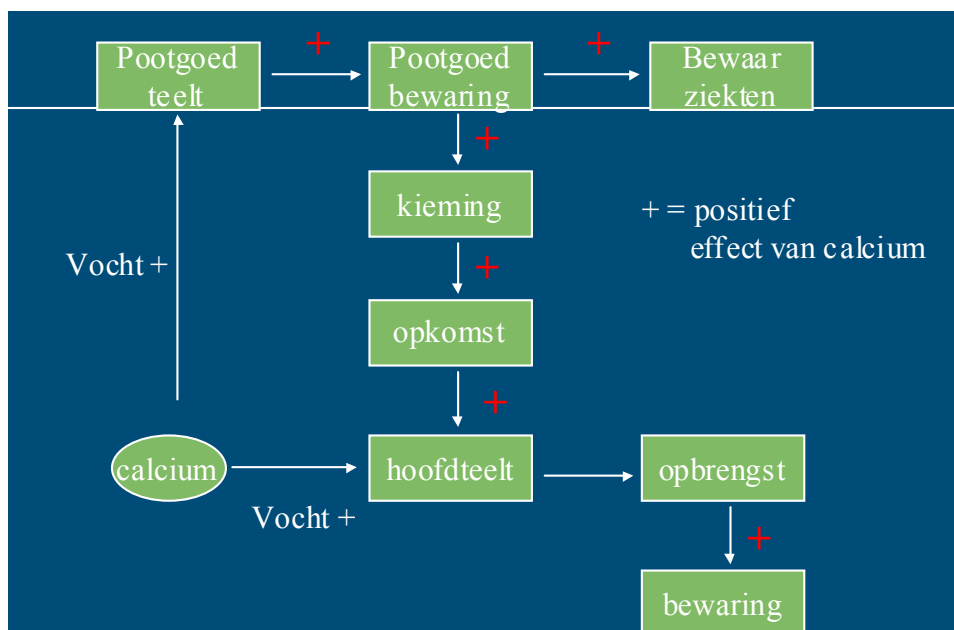 +
+
Pootgoed
teelt
Pootgoed
bewaring
Bewaar
ziekten
+
kieming
+ = positief
effect van calcium
Vocht +
+
opkomst
+
calcium
hoofdteelt
opbrengst
Vocht +
+
bewaring